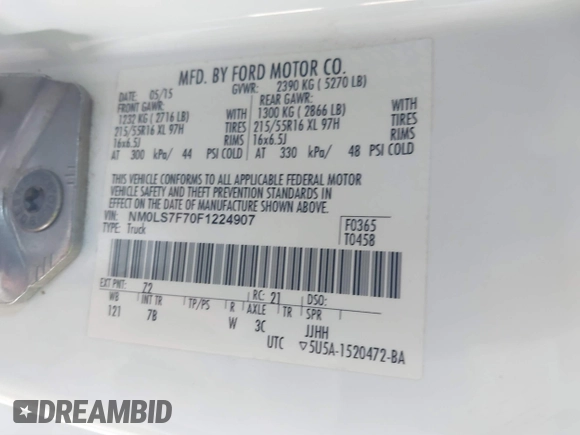 MFD. BY FORD MOTOR CO.
DATE: 05/15 GVWR: 2390 KG ( 5270 LB)
FRONT GAWR: REAR GAWR:
1232 KG ( 2716 LB) WITH 1300 KG ( 2866 LB) WITH
215/55R16 XL 97H TIRES 215/55R16 XL 97H TIRES
16x6.5J RIMS 16x6.5J RIMS
AT 300 kPa/ 44 PSI COLD AT 330 kPa/ 48 PSI COLD
THIS VEHICLE CONFORMS TO ALL APPLICABLE FEDERAL MOTOR
VEHICLE SAFETY AND THEFT PREVENTION STANDARDS IN
EFFECT ON THE DATE OF MANUFACTURE SHOWN ABOVE.
VIN: NM0LS7F70F1224907 F0365
TYPE: Truck T0458
EXT PNT: Z2 RC: 21 DSO:
WB INT TR TP/PS R AXLE TR SPR
121 7B W 3C JJHH
UTC ▽5U5A-1520472-BA
DREAMBID